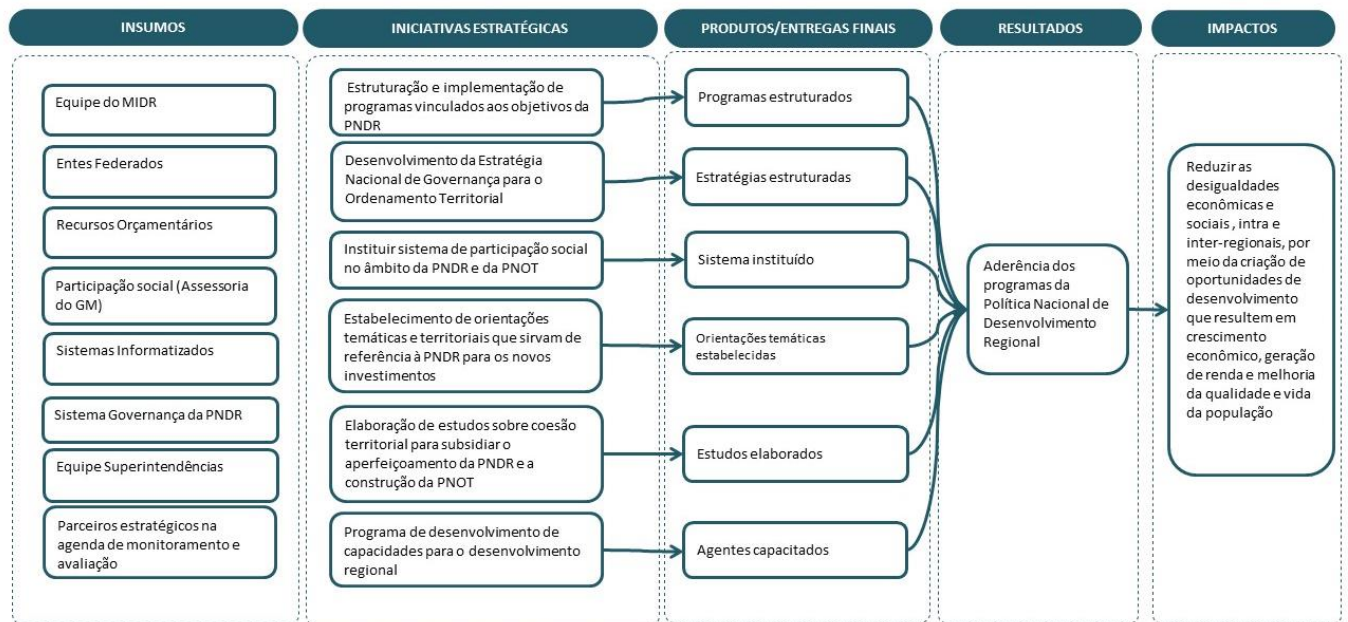 INSUMOS
Equipe do MIDR
Entes Federados
Recursos Orçamentários
Participação social (Assessoria
do GM)
Sistemas Informatizados
Sistema Governança da PNDR
Equipe Superintendências
Parceiros estratégicos na
agenda de monitoramento e
avaliação
INICIATIVAS ESTRATÉGICAS
Estruturação e implementação de
programas vinculados aos objetivos da
PNDR
Desenvolvimento da Estratégia
Nacional de Governança para o
Ordenamento Territorial
Instituir sistema de participação social
no âmbito da PNDR e da PNOT
Estabelecimento de orientações
temáticas e territoriais que sirvam de
referência à PNDR para os novos
investimentos
Elaboração de estudos sobre coesão
territorial para subsidiar o
aperfeiçoamento da PNDR e a
construção da PNOT
Programa de desenvolvimento de
capacidades para o desenvolvimento
regional
PRODUTOS/ENTREGAS FINAIS
Programas estruturados
Estratégias estruturadas
Sistema instituído
Orientações temáticas
estabelecidas
Estudos elaborados
Agentes capacitados
RESULTADOS
Aderência dos
programas da
Política Nacional de
Desenvolvimento
Regional
IMPACTOS
Reduzir as
desigualdades
econômicas e
sociais , intra e
inter-regionais, por
meio da criação de
oportunidades de
desenvolvimento
que resultem em
crescimento
econômico, geração
de renda e melhoria
da qualidade e vida
da população